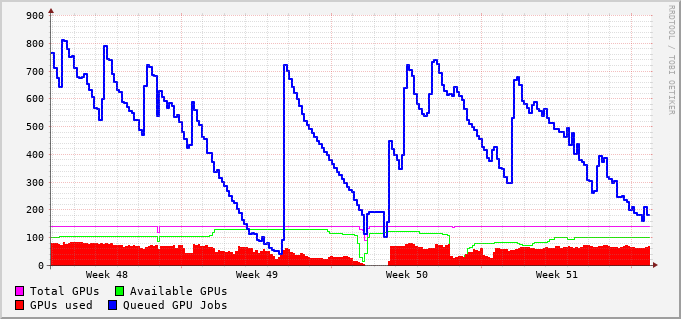 900
800
700
600
500
400
300
200
100
0
Week 48 Week 49 Week 50 Week 51
Total GPUs Available GPUs
GPUs used Queued GPU Jobs
RRDTOOL / TOBI OETIKER